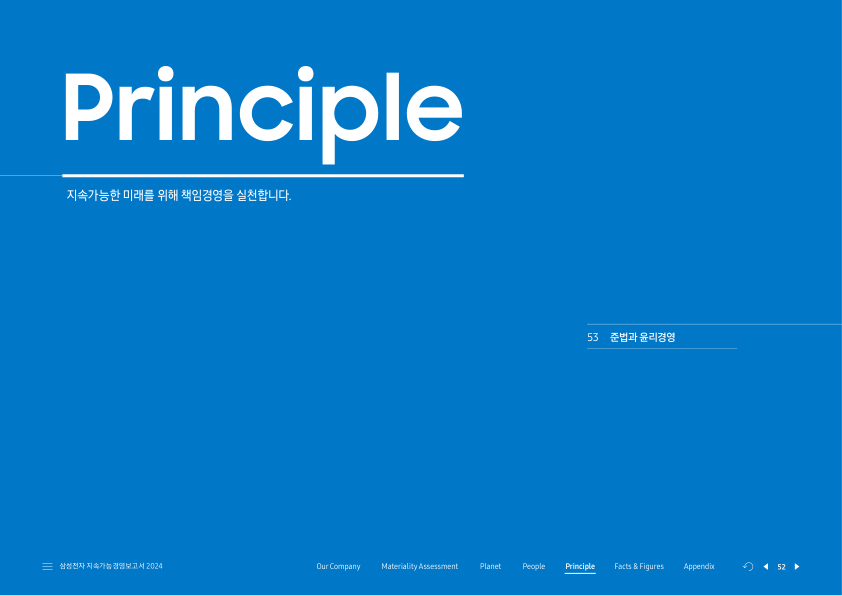 Principle
지속가능한 미래를 위해 책임경영을 실천합니다.
53 준법과 윤리경영
삼성전자 지속가능경영보고서 2024 Our Company Materiality Assessment Planet People Principle Facts & Figures Appendix 52